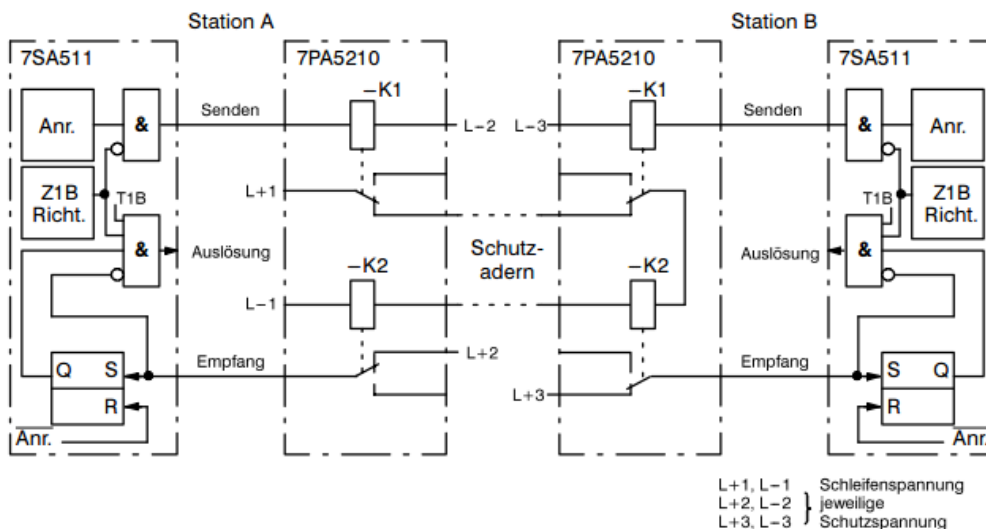 Station A
Station B
7SA511
7PA5210
7PA5210
7SA511
Anr.
&
Senden
–K1
L–2
L–3
–K1
Senden
&
Anr.
Z1B
Richt.
T1B
L+1
T1B
Z1B
Richt.
&
Auslösung
Schutz-
adern
Auslösung
&
–K2
–K2
L–1
Q
S
Empfang
L+2
Empfang
S
Q
R
L+3
R
Anr.
Anr.
L+1, L–1 Schleifenspannung
L+2, L–2 } jeweilige
L+3, L–3 Schutzspannung